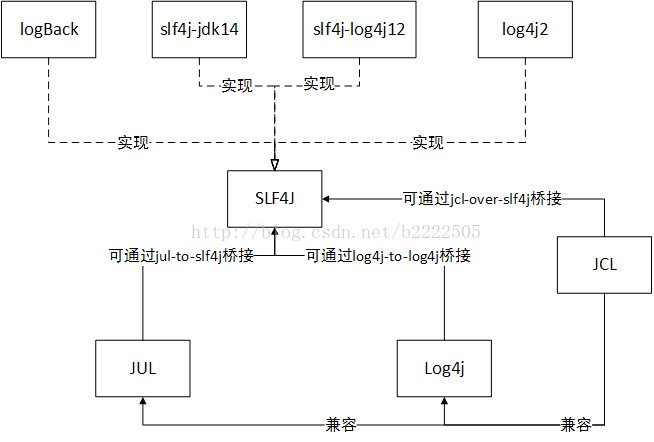 logBack
slf4j-jdk14
slf4j-log4j12
log4j2
实现
实现
实现
实现
SLF4J
可通过jcl-over-slf4j桥接
http://blog.csdn.net/b2222505
可通过jul-to-slf4j桥接
可通过log4j-to-log4j桥接
JCL
JUL
Log4j
兼容
兼容